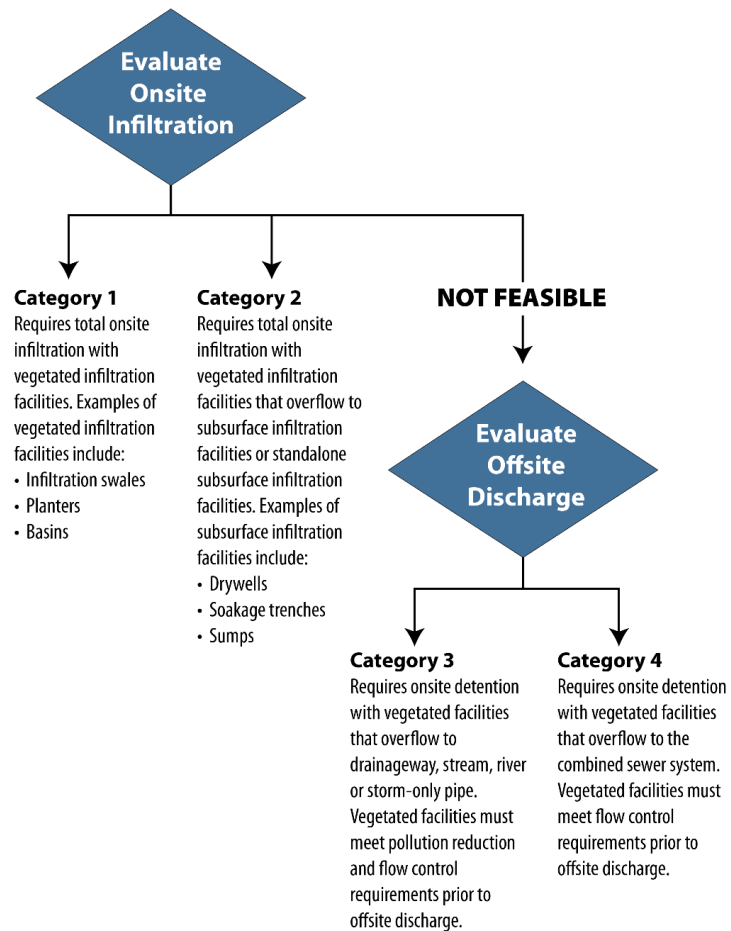 Evaluate
Onsite
Infiltration
Category 1
Requires total onsite
infiltration with
vegetated infiltration
facilities. Examples of
vegetated infiltration
facilities include:
• Infiltration swales
• Planters
• Basins
Category 2
Requires total onsite
infiltration with
vegetated infiltration
facilities that overflow to
subsurface infiltration
facilities or standalone
subsurface infiltration
facilities. Examples of
subsurface infiltration
facilities include:
• Drywells
• Soakage trenches
• Sumps
NOT FEASIBLE
Evaluate
Offsite
Discharge
Category 3
Requires onsite detention
with vegetated facilities
that overflow to
drainageway, stream, river
or storm-only pipe.
Vegetated facilities must
meet pollution reduction
and flow control
requirements prior to
offsite discharge.
Category 4
Requires onsite detention
with vegetated facilities
that overflow to the
combined sewer system.
Vegetated facilities must
meet flow control
requirements prior to
offsite discharge.